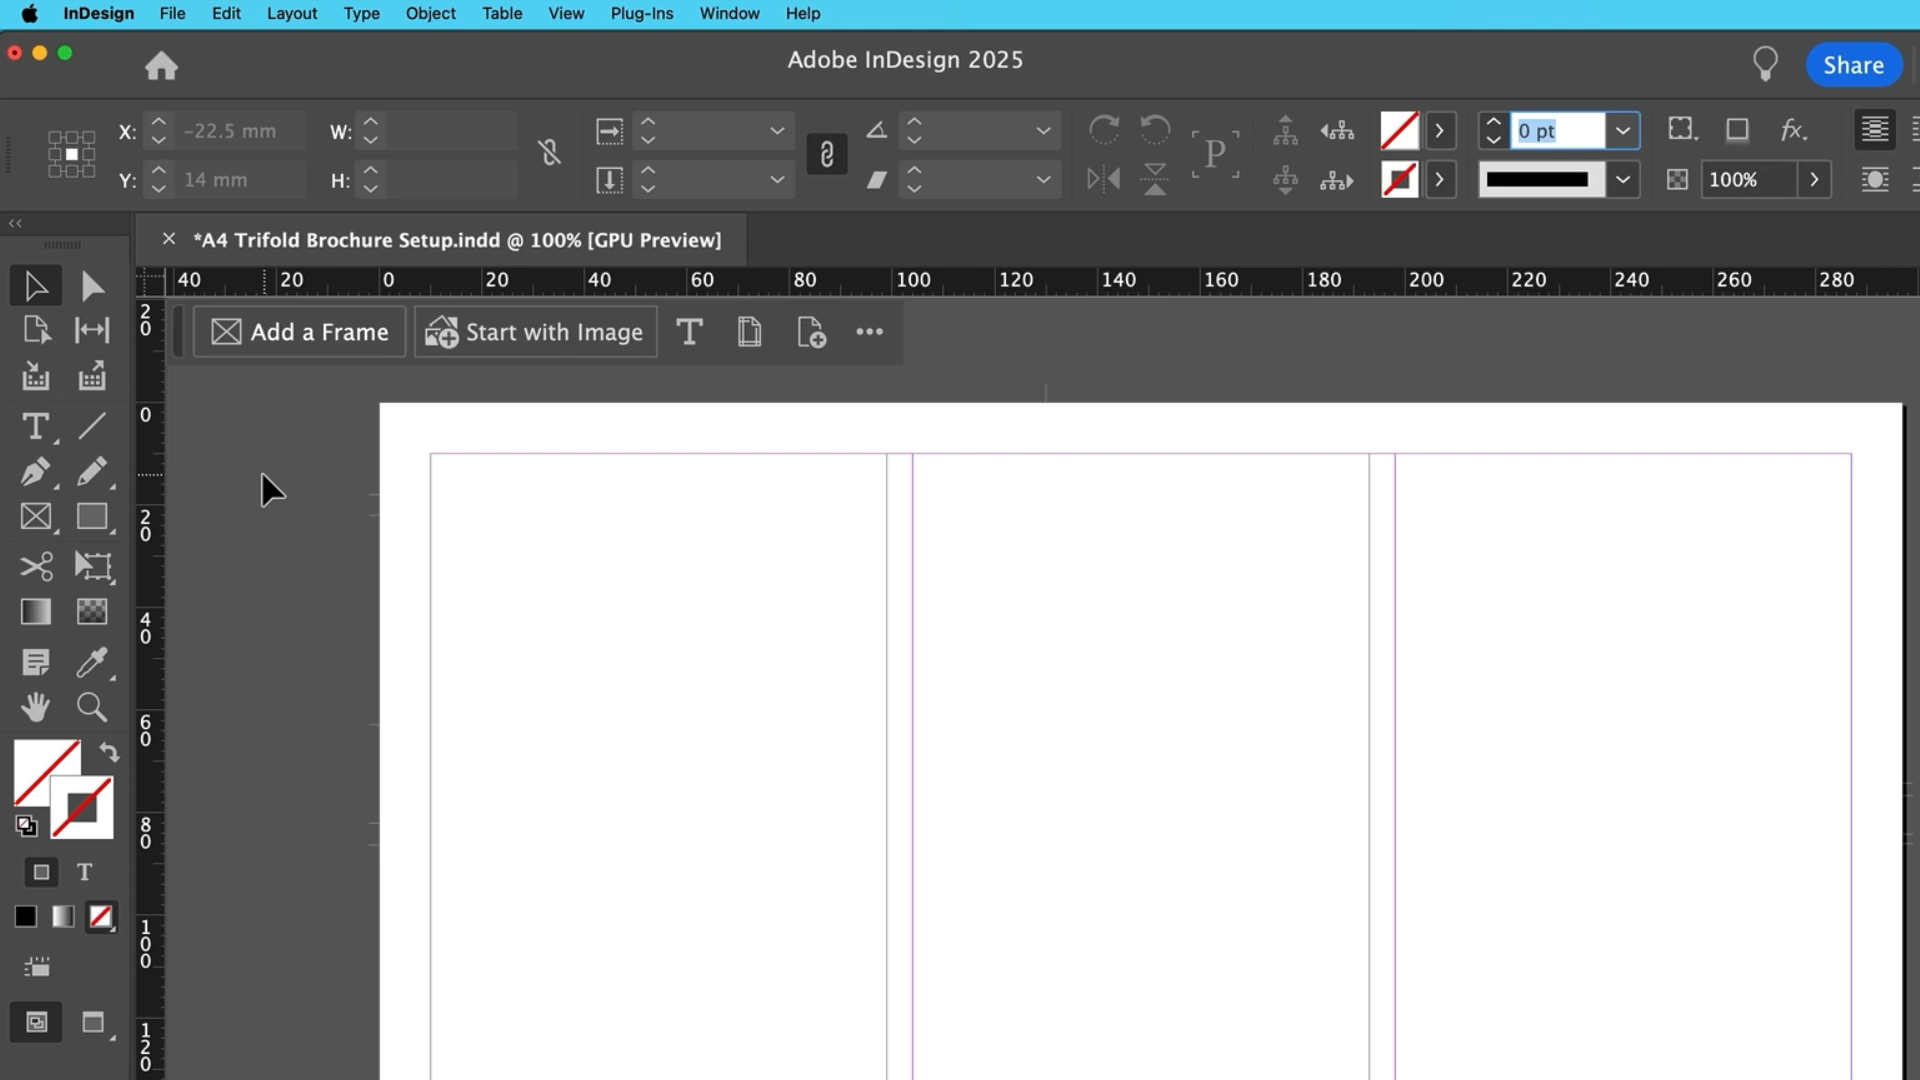 InDesign File Edit Layout Type Object Table View Plug-Ins Window Help
Adobe InDesign 2025
Share
X: -22.5 mm W: 0 pt fx.
Y: 14 mm H: 100%
P
*A4 Trifold Brochure Setup.indd @ 100% [GPU Preview]
40 20 0 20 40 60 80 100 120 140 160 180 200 220 240 260 280
Add a Frame Start with Image T
20
0
20
40
60
80
100
120
T
T